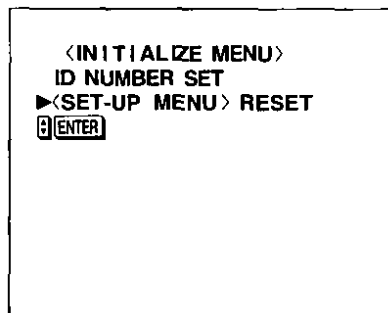 〈INITIALIZE MENU〉
ID NUMBER SET
▶〈SET-UP MENU〉 RESET
ENTER